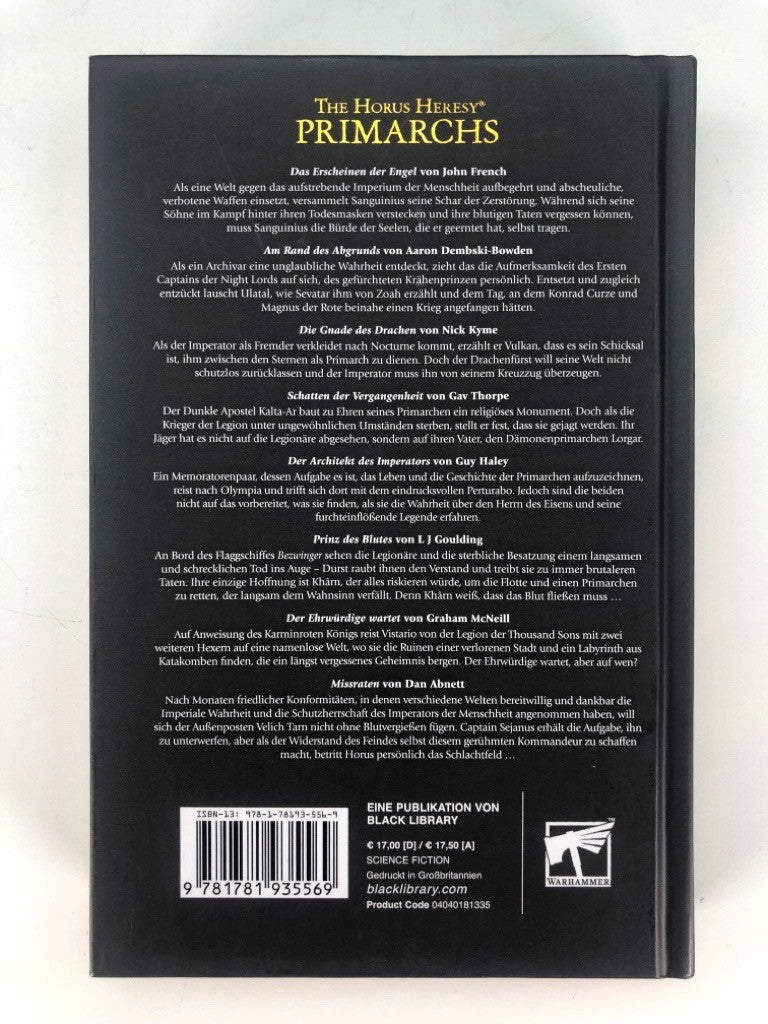 THE HORUS HERESY®
PRIMARCHS
Das Erscheinen der Engel von John French
Als eine Welt gegen das aufstrebende Imperium der Menschheit aufbegehrt und abscheuliche,
verbotene Waffen einsetzt, versammelt Sanguinius seine Schar der Zerstörung. Während sich seine
Söhne im Kampf hinter ihren Todesmasken verstecken und ihre blutigen Taten vergessen können,
muss Sanguinius die Bürde der Seelen, die er geerntet hat, selbst tragen.
Am Rand des Abgrunds von Aaron Dembski-Bowden
Als ein Archivar eine unglaubliche Wahrheit entdeckt, zieht das die Aufmerksamkeit des Ersten
Captains der Night Lords auf sich, des gefürchteten Krähenprinzen persönlich. Entsetzt und zugleich
entzückt lauscht Ulatal, wie Sevatar ihm von Zoah erzählt und dem Tag, an dem Konrad Curze und
Magnus der Rote beinahe einen Krieg angefangen hätten.
Die Gnade des Drachen von Nick Kyme
Als der Imperator als Fremder verkleidet nach Nocturne kommt, erzählt er Vulkan, dass es sein Schicksal
ist, ihm zwischen den Sternen als Primarch zu dienen. Doch der Drachenfürst will seine Welt nicht
schutzlos zurücklassen und der Imperator muss ihn von seinem Kreuzzug überzeugen.
Schatten der Vergangenheit von Gav Thorpe
Der Dunkle Apostel Kalta-Ar baut zu Ehren seines Primarchen ein religiöses Monument. Doch als die
Krieger der Legion unter ungewöhnlichen Umständen sterben, stellt er fest, dass sie gejagt werden. Ihr
Jäger hat es nicht auf die Legionäre abgesehen, sondern auf ihren Vater, den Dämonenprimarchen Lorgar.
Der Architekt des Imperators von Guy Haley
Ein Memoratorenpaar, dessen Aufgabe es ist, das Leben und die Geschichte der Primarchen aufzuzeichnen,
reist nach Olympia und trifft sich dort mit dem eindrucksvollen Perturabo. Jedoch sind die beiden
nicht auf das vorbereitet, was sie finden, als sie die Wahrheit über den Herrn des Eisens und seine
furchteinflößende Legende erfahren.
Prinz des Blutes von L J Goulding
An Bord des Flaggschiffes Bezwinger sehen die Legionäre und die sterbliche Besatzung einem langsamen
und schrecklichen Tod ins Auge – Durst raubt ihnen den Verstand und treibt sie zu immer brutaleren
Taten. Ihre einzige Hoffnung ist Khârn, der alles riskieren würde, um die Flotte und einen Primarchen
zu retten, der langsam dem Wahnsinn verfällt. Denn Khârn weiß, dass das Blut fließen muss …
Der Ehrwürdige wartet von Graham McNeill
Auf Anweisung des Karminroten Königs reist Vistario von der Legion der Thousand Sons mit zwei
weiteren Hexern auf eine namenlose Welt, wo sie die Ruinen einer verlorenen Stadt und ein Labyrinth aus
Katakomben finden, die ein längst vergessenes Geheimnis bergen. Der Ehrwürdige wartet, aber auf wen?
Missraten von Dan Abnett
Nach Monaten friedlicher Konformitäten, in denen verschiedene Welten bereitwillig und dankbar die
Imperiale Wahrheit und die Schutzherrschaft des Imperators der Menschheit angenommen haben, will
sich der Außenposten Velich Tarn nicht ohne Blutvergießen fügen. Captain Sejanus erhält die Aufgabe, ihn
zu unterwerfen, aber als der Widerstand des Feindes selbst diesem gerühmten Kommandeur zu schaffen
macht, betritt Horus persönlich das Schlachtfeld …
ISBN-13: 978-1-78193-556-9
9 781781 935569
EINE PUBLIKATION VON
BLACK LIBRARY
€ 17,00 [D] / € 17,50 [A]
SCIENCE FICTION
Gedruckt in Großbritannien
blacklibrary.com
Product Code 04040181335
WARHAMMER™